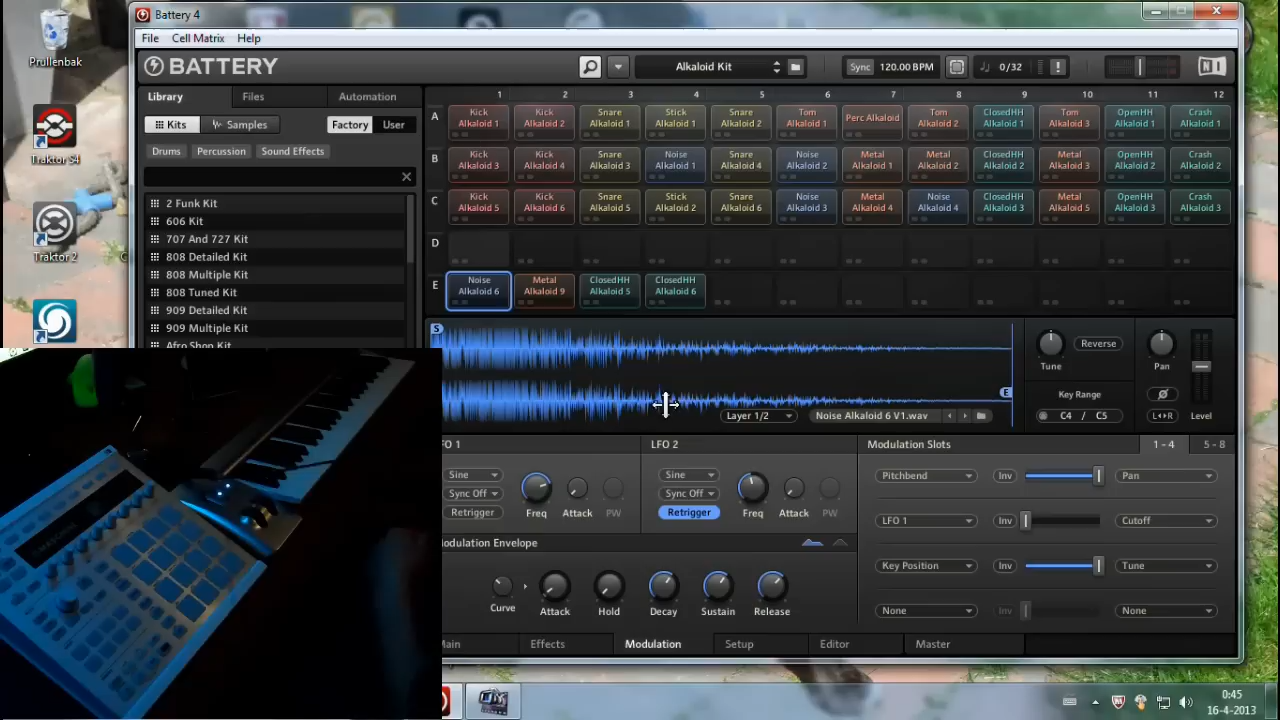 Battery 4
Prullenbak
Traktor S4
Traktor 2
File Cell Matrix Help
BATTERY
Alkaloid Kit
Sync 120.00 BPM
0/32
!
Library Files Automation
Kits Samples Factory User
Drums Percussion Sound Effects
2 Funk Kit
606 Kit
707 And 727 Kit
808 Detailed Kit
808 Multiple Kit
808 Tuned Kit
909 Detailed Kit
909 Multiple Kit
Afro Shop Kit
1 2 3 4 5 6 7 8 9 10 11 12
A
Kick Alkaloid 1
Kick Alkaloid 2
Snare Alkaloid 1
Stick Alkaloid 1
Snare Alkaloid 2
Tom Alkaloid 1
Perc Alkaloid
Tom Alkaloid 2
ClosedHH Alkaloid 1
Tom Alkaloid 3
OpenHH Alkaloid 1
Crash Alkaloid 1
B
Kick Alkaloid 3
Kick Alkaloid 4
Snare Alkaloid 3
Noise Alkaloid 1
Snare Alkaloid 4
Noise Alkaloid 2
Metal Alkaloid 1
Metal Alkaloid 2
ClosedHH Alkaloid 2
Metal Alkaloid 3
OpenHH Alkaloid 2
Crash Alkaloid 2
C
Kick Alkaloid 5
Kick Alkaloid 6
Snare Alkaloid 5
Stick Alkaloid 2
Snare Alkaloid 6
Noise Alkaloid 3
Metal Alkaloid 4
Noise Alkaloid 4
ClosedHH Alkaloid 3
Metal Alkaloid 5
OpenHH Alkaloid 3
Crash Alkaloid 3
D
E
Noise Alkaloid 6
Metal Alkaloid 9
ClosedHH Alkaloid 5
ClosedHH Alkaloid 6
S
E
Layer 1/2
Noise Alkaloid 6 V1.wav
Tune
Reverse
Key Range
C4 / C5
Pan
L R
Level
FO 1
Sine
Sync Off
Retrigger
Freq Attack PW
LFO 2
Sine
Sync Off
Retrigger
Freq Attack PW
Modulation Slots 1 - 4 5 - 8
Pitchbend Inv Pan
LFO 1 Inv Cutoff
Key Position Inv Tune
None Inv None
odulation Envelope
Curve Attack Hold Decay Sustain Release
ain Effects Modulation Setup Editor Master
0:45
16-4-2013